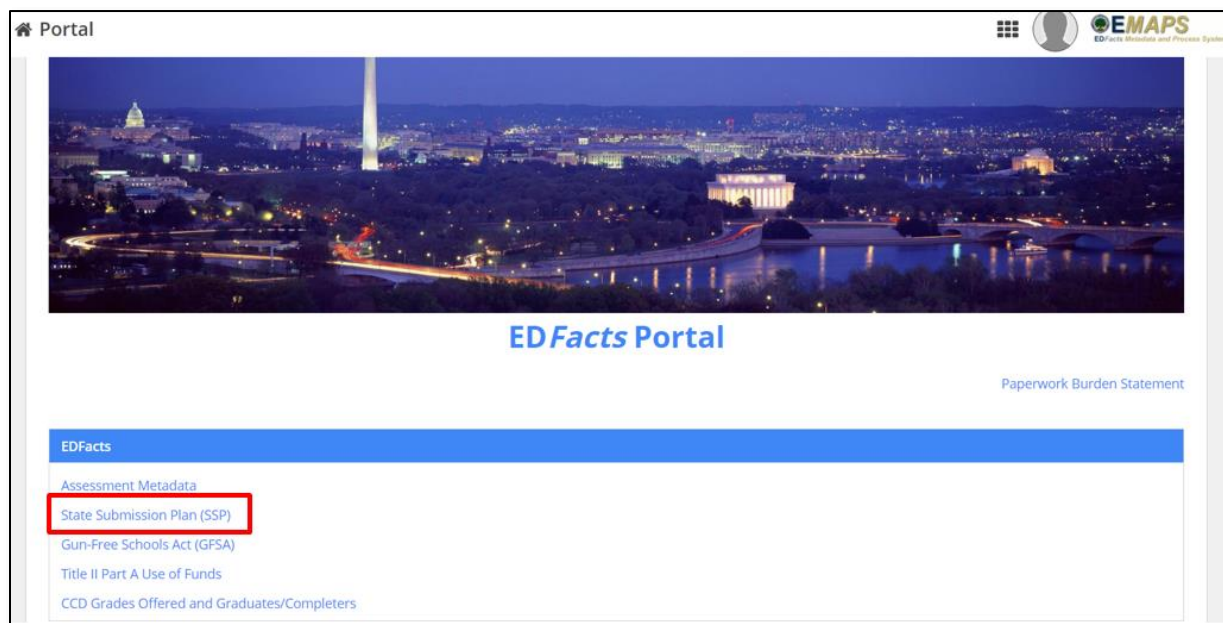 Portal
EMAPS
EDFacts Metadata and Process System
EDFacts Portal
Paperwork Burden Statement
EDFacts
Assessment Metadata
State Submission Plan (SSP)
Gun-Free Schools Act (GFSA)
Title II Part A Use of Funds
CCD Grades Offered and Graduates/Completers